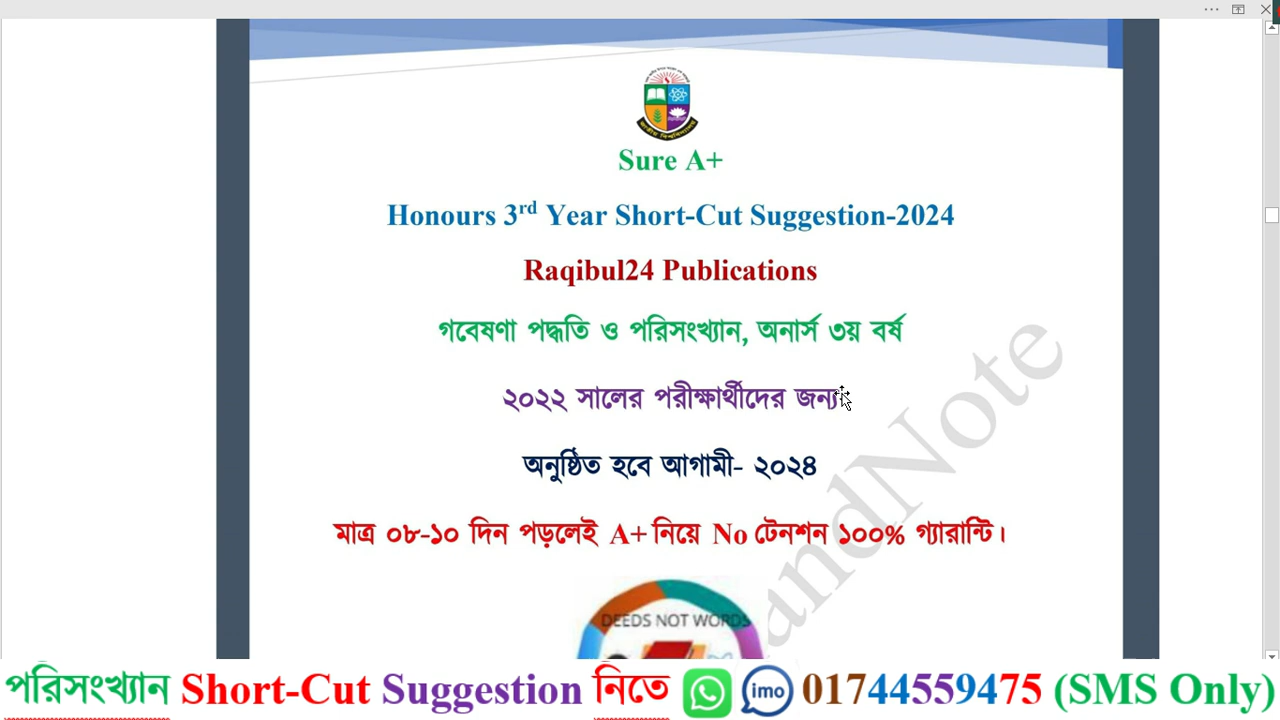 Sure A+
Honours 3rd Year Short-Cut Suggestion-2024
Raqibul24 Publications
গবেষণা পদ্ধতি ও পরিসংখ্যান, অনার্স ৩য় বর্ষ
২০২২ সালের পরীক্ষার্থীদের জন্য
অনুষ্ঠিত হবে আগামী- ২০২৪
মাত্র ০৮-১০ দিন পড়লেই A+ নিয়ে No টেনশন ১০০% গ্যারান্টি।
andNote
DEEDS NOT WORDS
পরিসংখ্যান Short-Cut Suggestion নিতে imo 01744559475 (SMS Only)